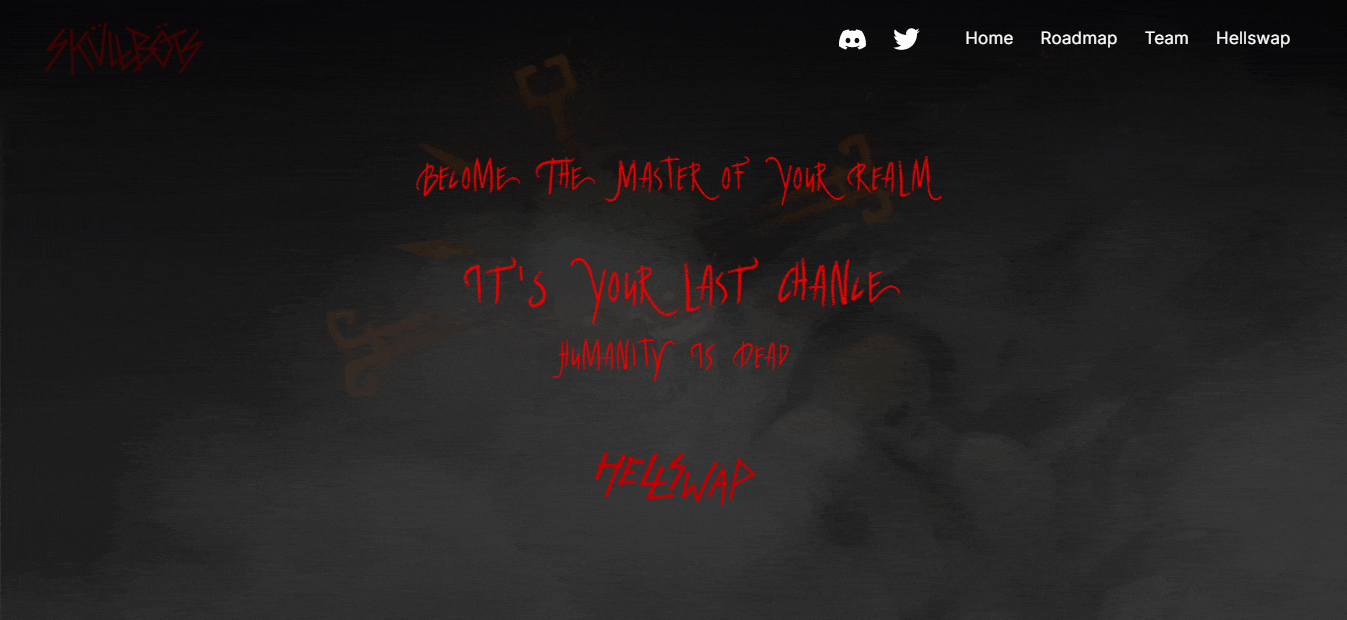 SKÜLLBÖTS
Home Roadmap Team Hellswap
BECOME THE MASTER OF YOUR REALM
IT'S YOUR LAST CHANCE
HUMANITY IS DEAD
HELLSWAP